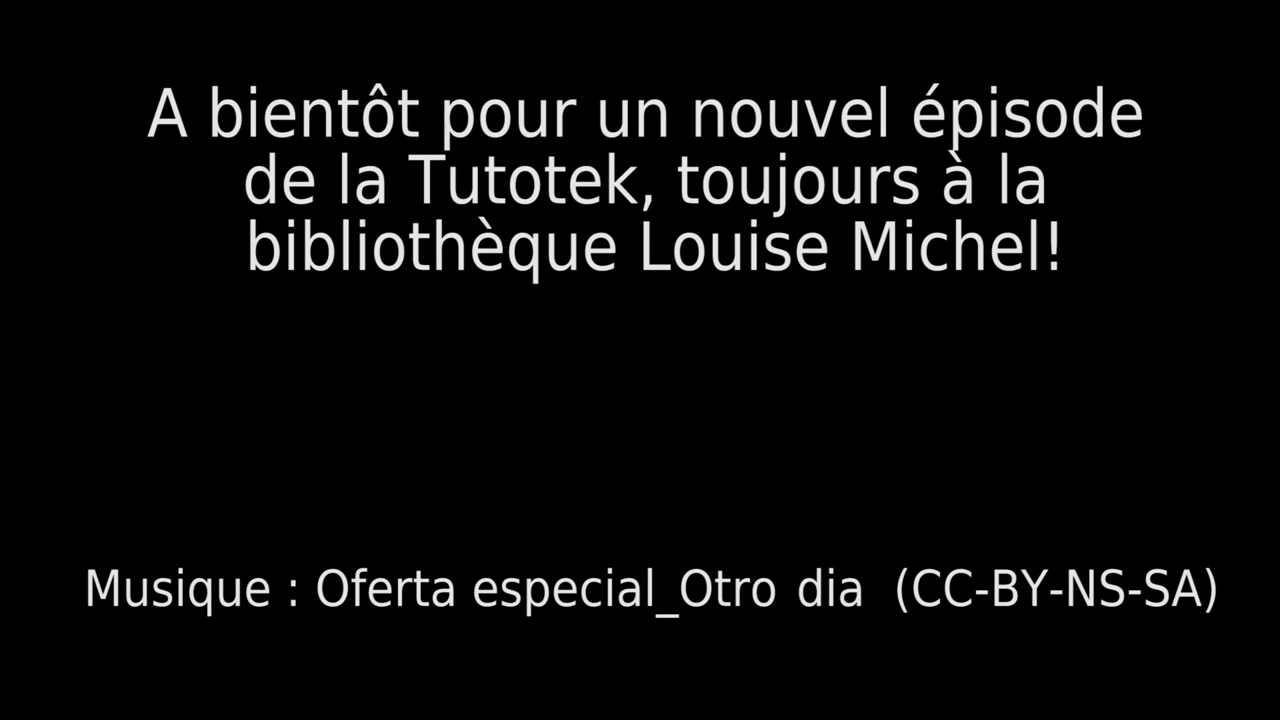 A bientôt pour un nouvel épisode
de la Tutotek, toujours à la
bibliothèque Louise Michel!
Musique : Oferta especial_Otro dia (CC-BY-NS-SA)